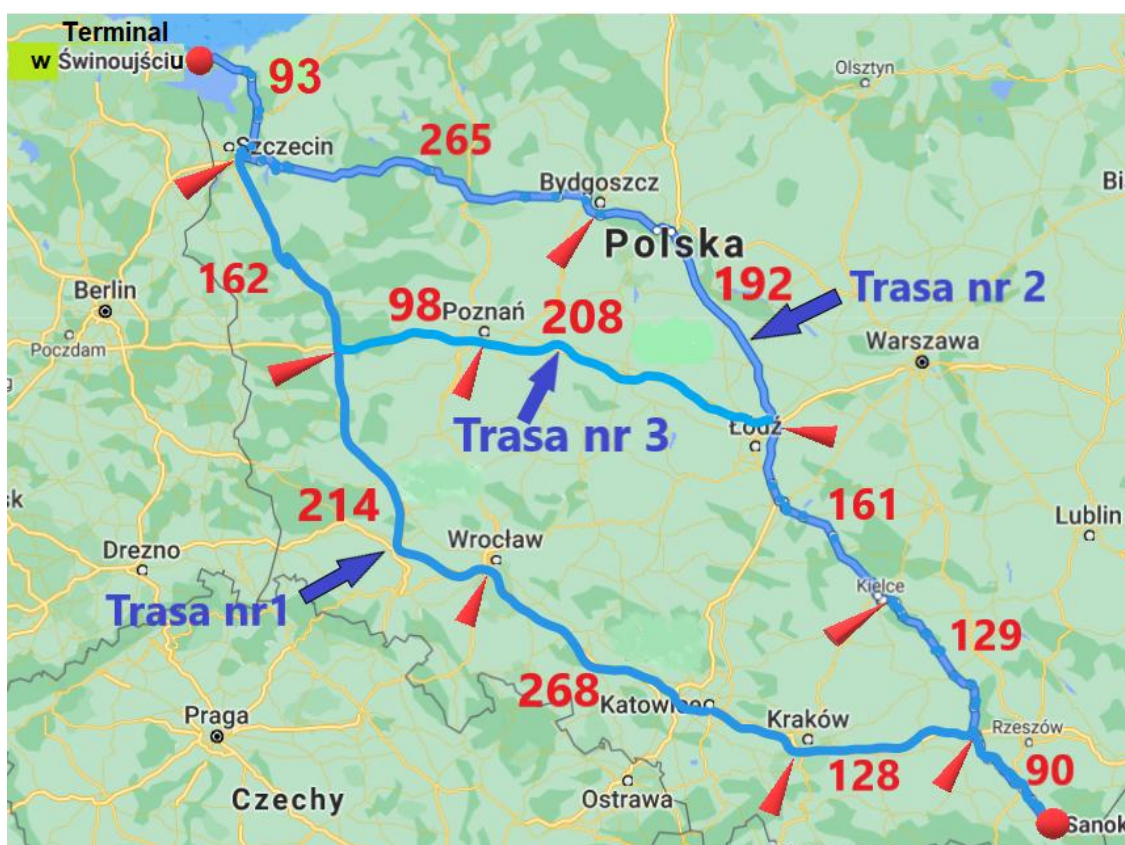 Terminal
w Świnoujściu
93
Olsztyn
Szczecin
265
Bydgoszcz
Bi
Polska
162
192
Trasa nr 2
Berlin
98
Poznań
208
Poczdam
Warszawa
Trasa nr 3
Łódź
sk
214
161
Lublin
Wrocław
Drezno
Kielce
Trasa nr1
129
268
Katowice
Praga
Kraków
Rzeszów
128
90
Czechy
Ostrawa
Sanok